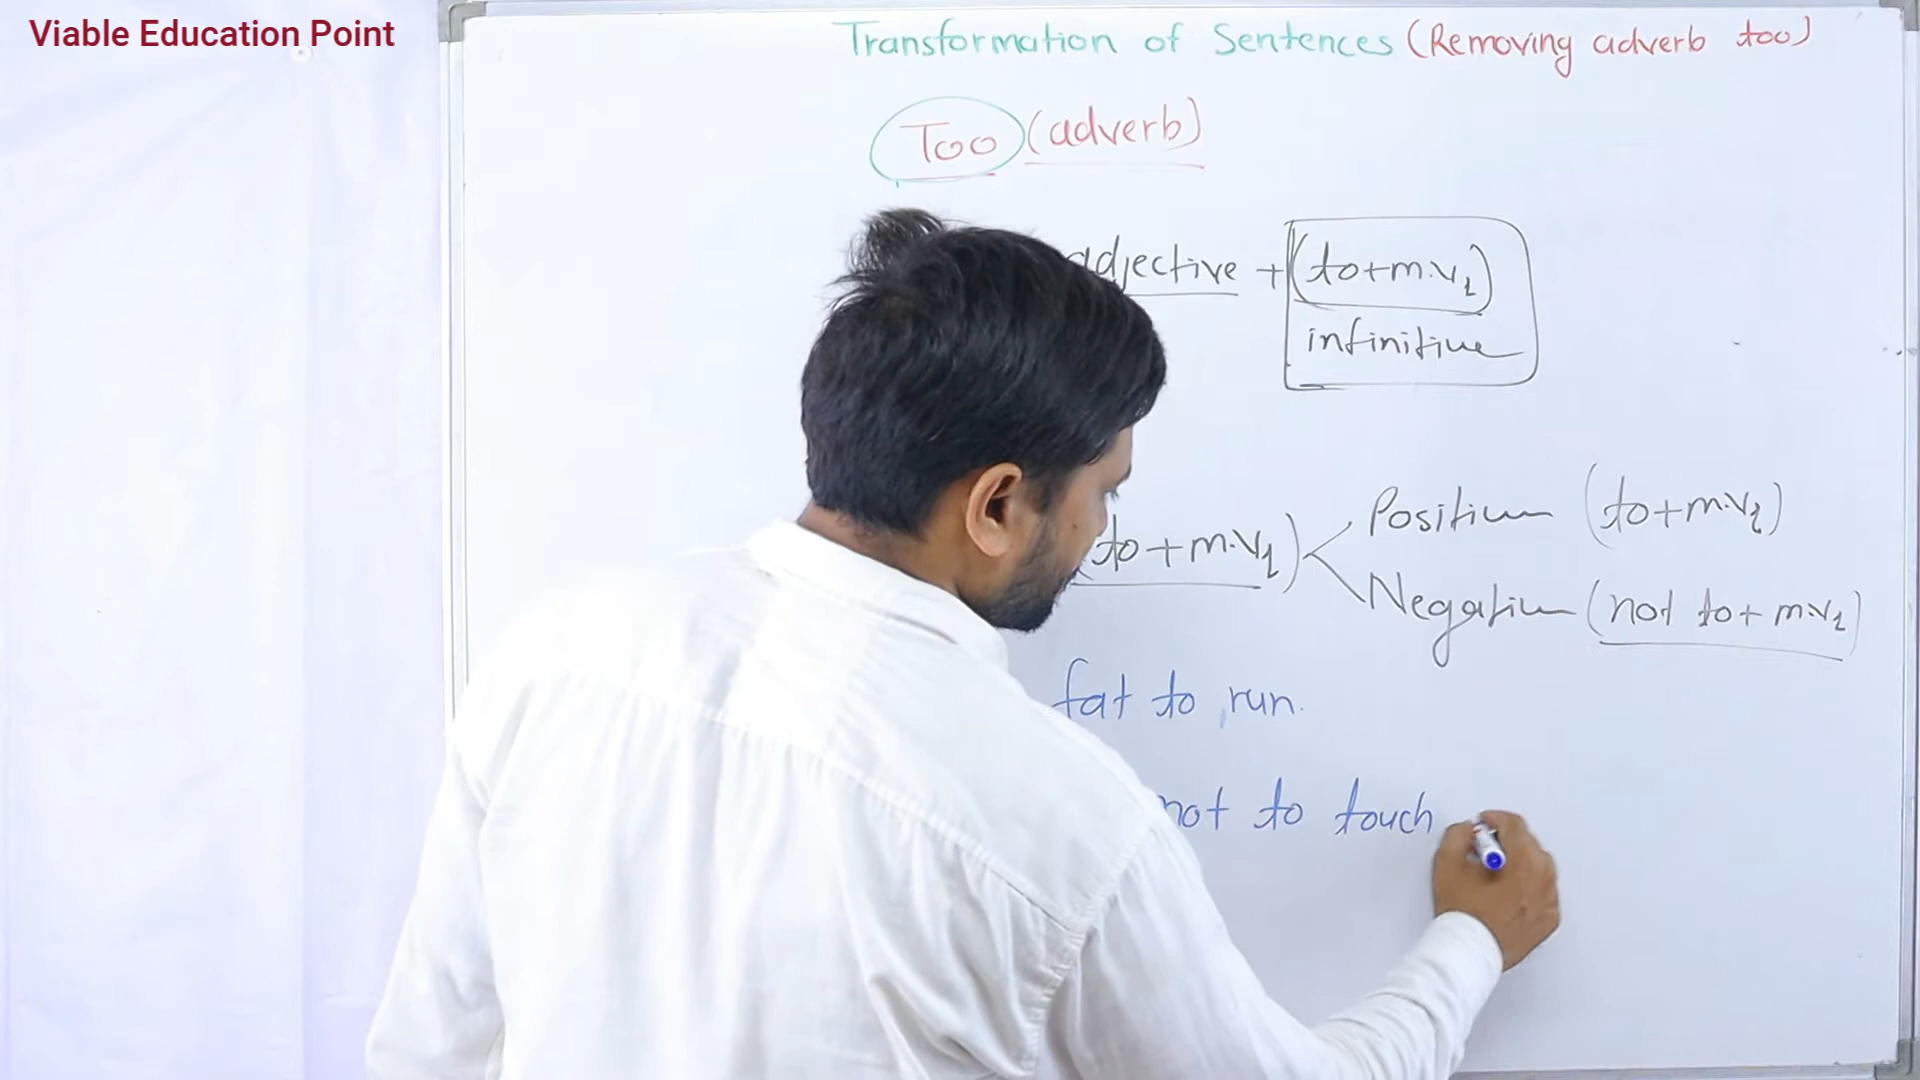 Viable Education Point
Transformation of Sentences (Removing adverb too)
Too (adverb)
adjective + (to+m.v1)
infinitive
(to+m.v1) Positive (to+m.v1)
Negative (not to+m.v1)
fat to run.
not to touch